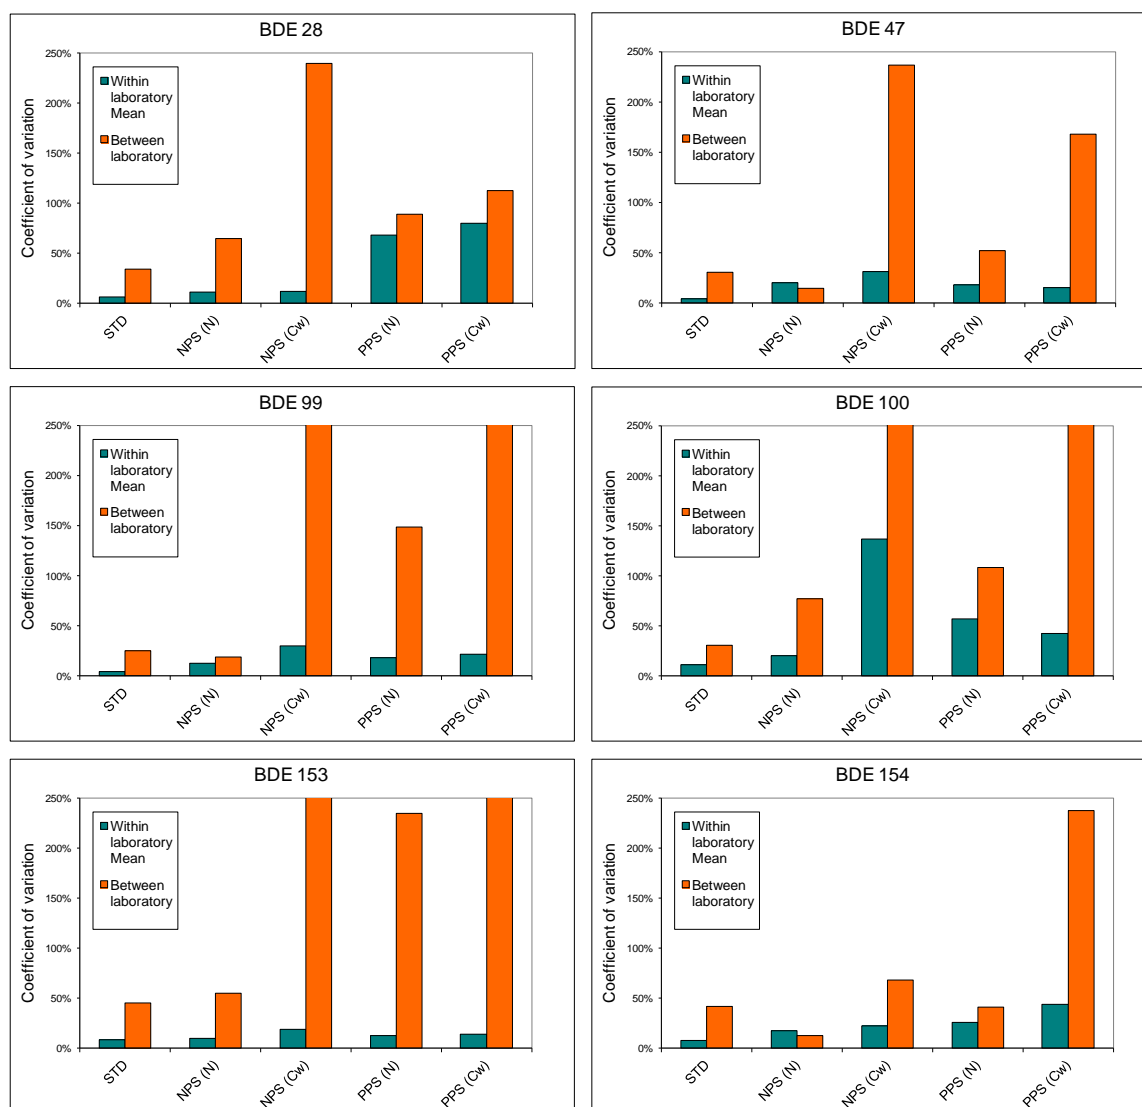 BDE 28
250%
200%
150%
100%
50%
0%
Coefficient of variation
Within
laboratory
Mean
Between
laboratory
STD
NPS (N)
NPS (Cw)
PPS (N)
PPS (Cw)
BDE 47
250%
200%
150%
100%
50%
0%
Coefficient of variation
Within
laboratory
Mean
Between
laboratory
STD
NPS (N)
NPS (Cw)
PPS (N)
PPS (Cw)
BDE 99
250%
200%
150%
100%
50%
0%
Coefficient of variation
Within
laboratory
Mean
Between
laboratory
STD
NPS (N)
NPS (Cw)
PPS (N)
PPS (Cw)
BDE 100
250%
200%
150%
100%
50%
0%
Coefficient of variation
Within
laboratory
Mean
Between
laboratory
STD
NPS (N)
NPS (Cw)
PPS (N)
PPS (Cw)
BDE 153
250%
200%
150%
100%
50%
0%
Coefficient of variation
Within
laboratory
Mean
Between
laboratory
STD
NPS (N)
NPS (Cw)
PPS (N)
PPS (Cw)
BDE 154
250%
200%
150%
100%
50%
0%
Coefficient of variation
Within
laboratory
Mean
Between
laboratory
STD
NPS (N)
NPS (Cw)
PPS (N)
PPS (Cw)